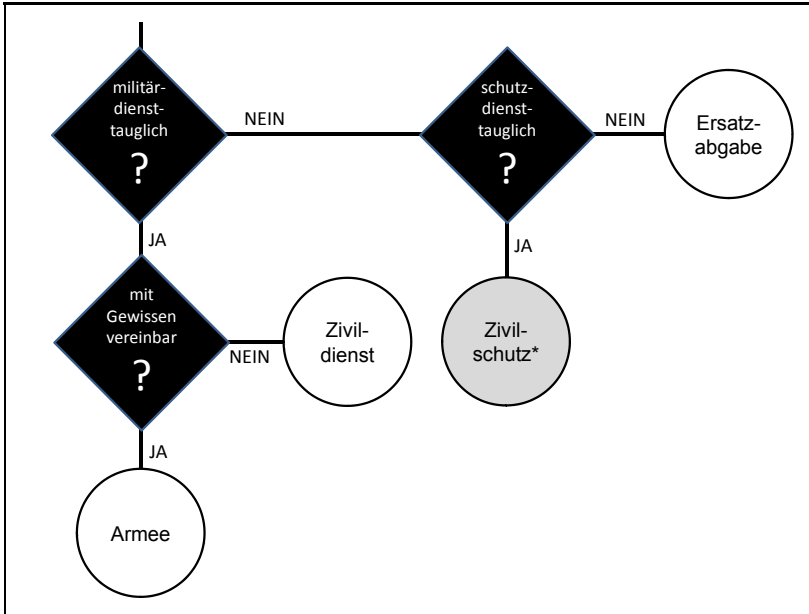 militär-
dienst-
tauglich
?
NEIN
schutz-
dienst-
tauglich
?
NEIN
Ersatz-
abgabe
JA
JA
mit
Gewissen
vereinbar
?
NEIN
Zivil-
dienst
Zivil-
schutz*
JA
Armee